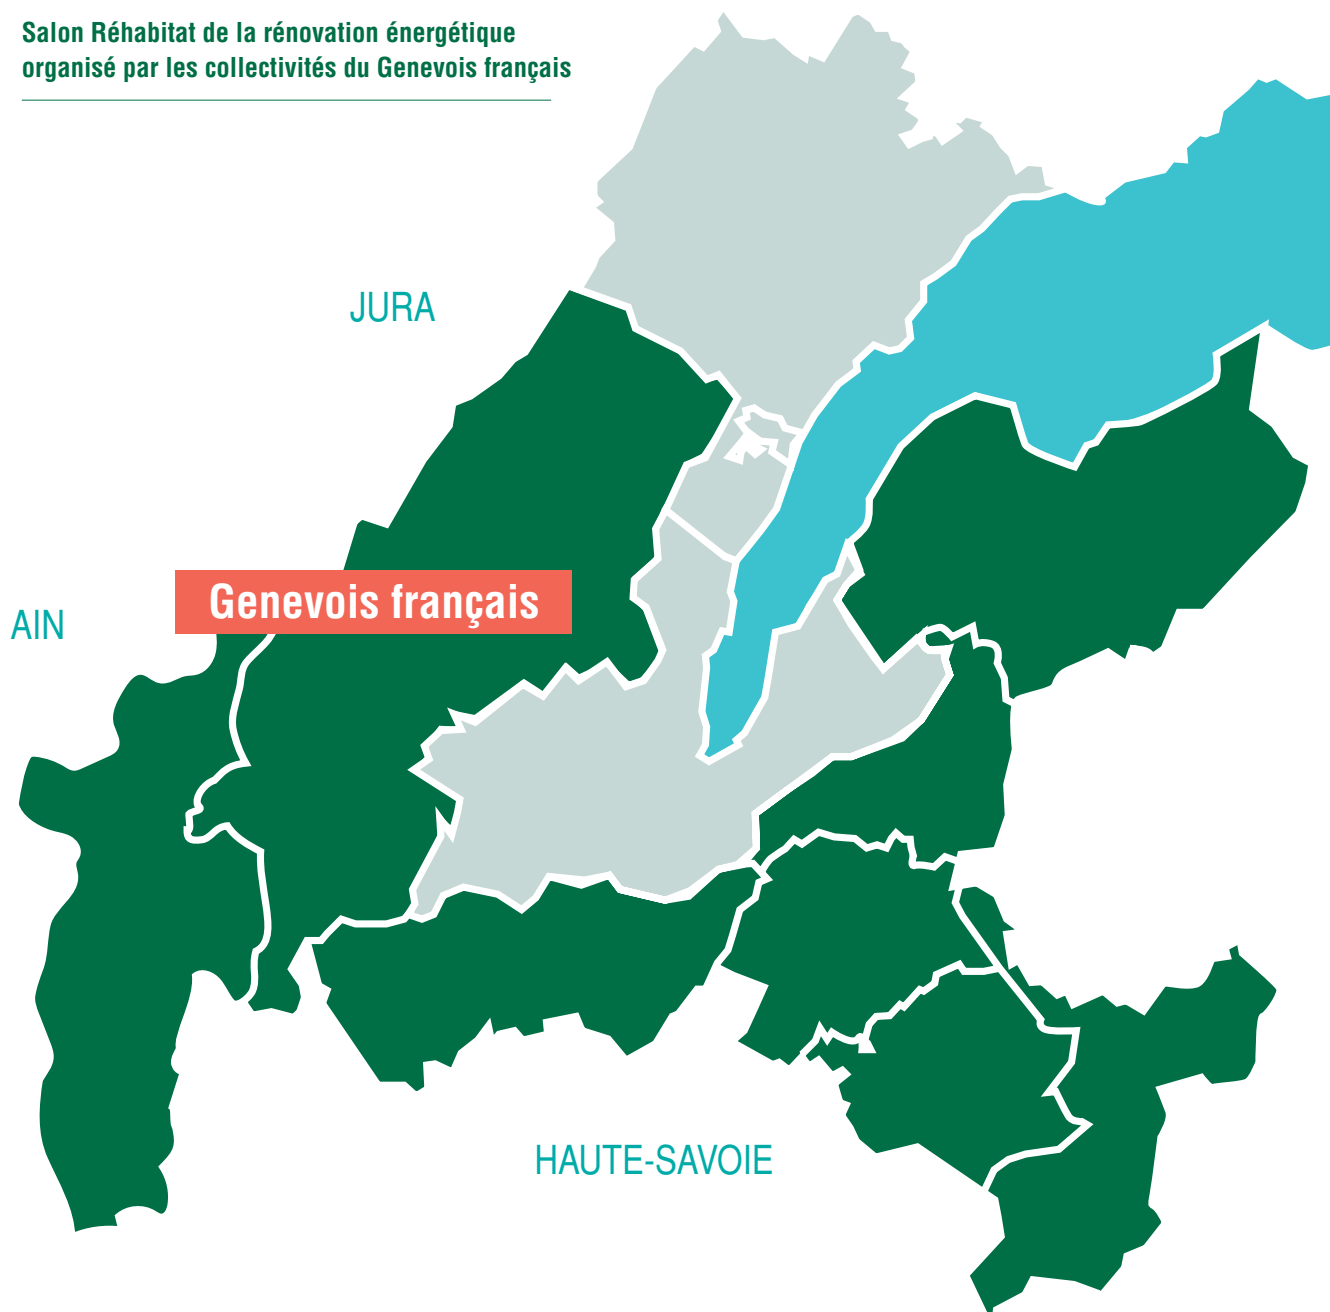 Salon Réhabitat de la rénovation énergétique
organisé par les collectivités du Genevois français
JURA
Genevois français
AIN
HAUTE-SAVOIE